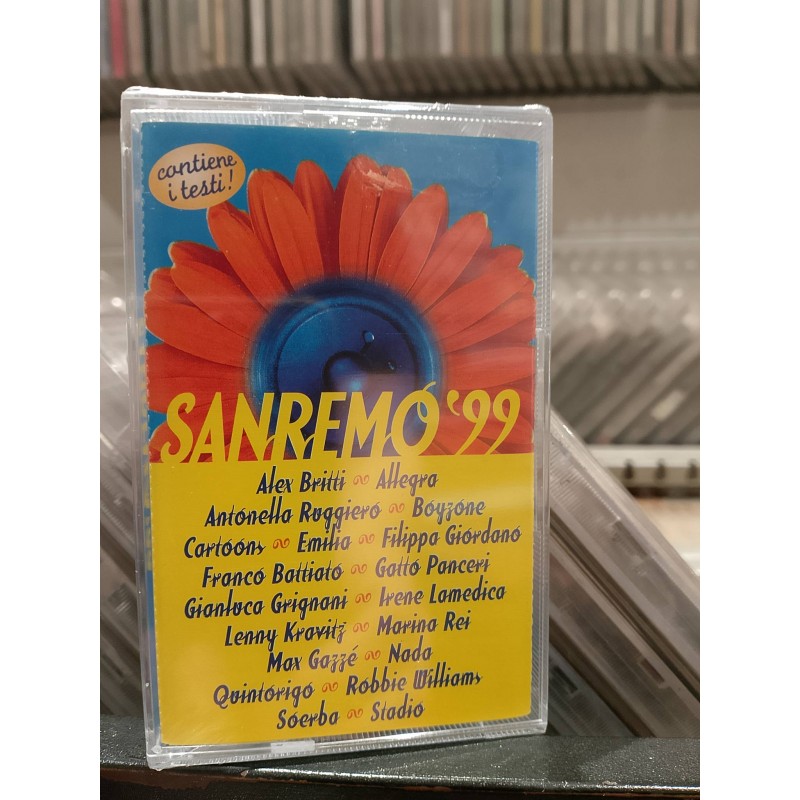 contiene
i testi!
SANREMO '99
Alex Britti ~ Allegra
Antonella Ruggiero ~ Boyzone
Cartoons ~ Emilia ~ Filippa Giordano
Franco Battiato ~ Gatto Panceri
Gianluca Grignani ~ Irene Lamedica
Lenny Kravitz ~ Marina Rei
Max Gazzé ~ Nada
Quintorigo ~ Robbie Williams
Soerba ~ Stadio